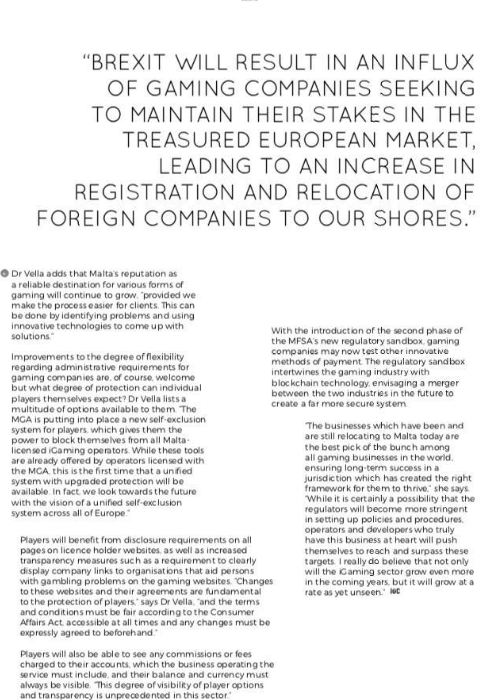 “BREXIT WILL RESULT IN AN INFLUX
OF GAMING COMPANIES SEEKING
TO MAINTAIN THEIR STAKES IN THE
TREASURED EUROPEAN MARKET,
LEADING TO AN INCREASE IN
REGISTRATION AND RELOCATION OF
FOREIGN COMPANIES TO OUR SHORES.”
Dr Vella adds that Malta's reputation as
a reliable destination for various forms of
gaming will continue to grow, “provided we
make the process easier for clients. This can
be done by identifying problems and using
innovative technologies to come up with
solutions.”
Improvements to the degree of flexibility
regarding administrative requirements for
gaming companies are, of course, welcome
but what degree of protection can individual
players themselves expect? Dr Vella lists a
multitude of options available to them. “The
MGA is putting into place a new self-exclusion
system for players, which gives them the
power to block themselves from all Malta-
licensed iGaming operators. While these tools
are already offered by operators licensed with
the MGA, this is the first time that a unified
system with upgraded protection will be
available. In fact, we look towards the future
with the vision of a unified self-exclusion
system across all of Europe.”
Players will benefit from disclosure requirements on all
pages on licence holder websites, as well as increased
transparency measures such as a requirement to clearly
display company links to organisations that aid persons
with gambling problems on the gaming websites. “Changes
to these websites and their agreements are fundamental
to the protection of players,” says Dr Vella, “and the terms
and conditions must be fair according to the Consumer
Affairs Act, accessible at all times and any changes must be
expressly agreed to beforehand.”
Players will also be able to see any commissions or fees
charged to their accounts, which the business operating the
service must include, and their balance and currency must
always be visible. “This degree of visibility of player options
and transparency is unprecedented in this sector.”
With the introduction of the second phase of
the MFSA's new regulatory sandbox, gaming
companies may now test other innovative
methods of payment. The regulatory sandbox
intertwines the gaming industry with
blockchain technology, envisaging a merger
between the two industries in the future to
create a far more secure system.
“The businesses which have been and
are still relocating to Malta today are
the best pick of the bunch among
all gaming businesses in the world,
ensuring long-term success in a
jurisdiction which has created the right
framework for them to thrive,” she says.
“While it is certainly a possibility that the
regulators will become more stringent
in setting up policies and procedures,
operators and developers who truly
have this business at heart will push
themselves to reach and surpass these
targets. I really do believe that not only
will the iGaming sector grow even more
in the coming years, but it will grow at a
rate as yet unseen.”